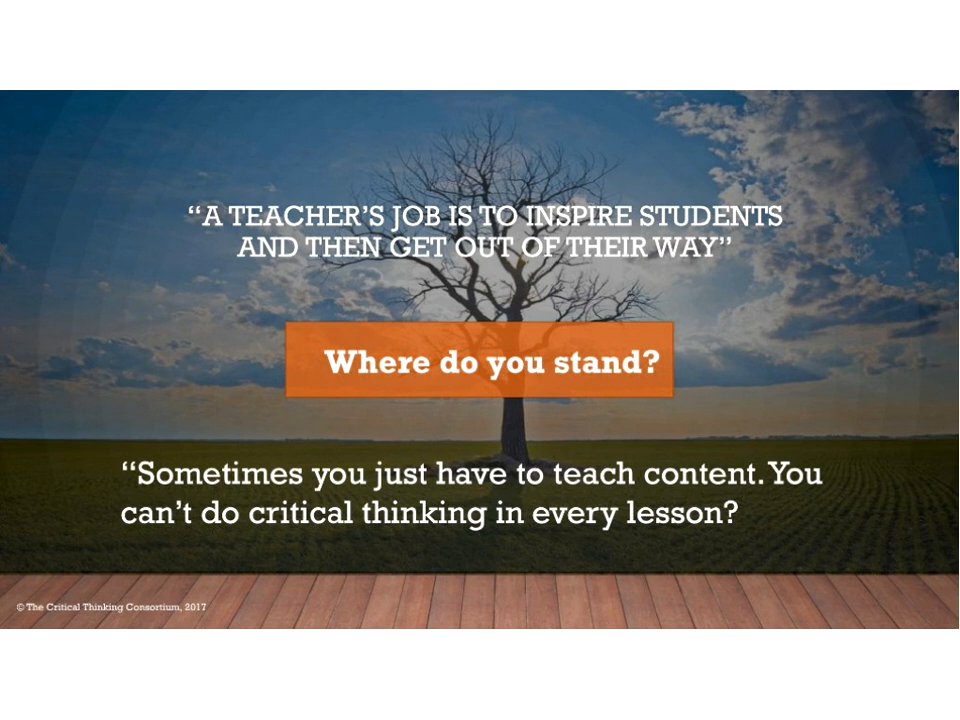 “A TEACHER’S JOB IS TO INSPIRE STUDENTS
AND THEN GET OUT OF THEIR WAY”
Where do you stand?
“Sometimes you just have to teach content. You
can’t do critical thinking in every lesson?
© The Critical Thinking Consortium, 2017